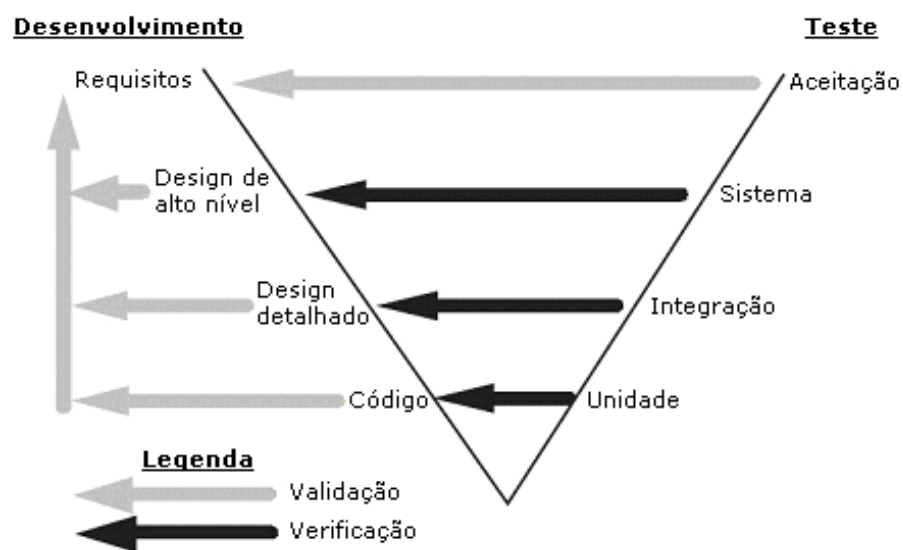 Desenvolvimento
Teste
Requisitos
Aceitação
Design de
alto nível
Sistema
Design
detalhado
Integração
Código
Unidade
Legenda
Validação
Verificação